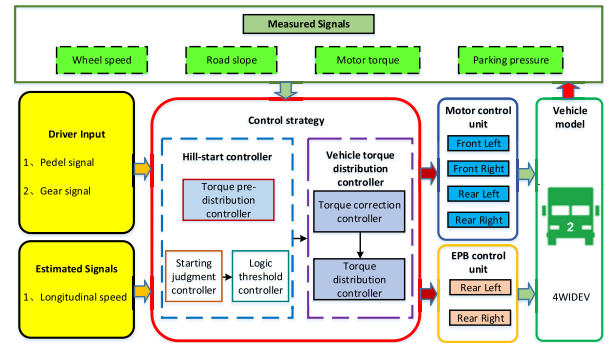 Measured Signals
Wheel speed
Road slope
Motor torque
Parking pressure
Driver Input
1、Pedel signal
2、Gear signal
Estimated Signals
1、Longitudinal speed
Control strategy
Hill-start controller
Torque pre-
distribution
controller
Starting
judgment
controller
Logic
threshold
controller
Vehicle torque
distribution
controller
Torque correction
controller
Torque
distribution
controller
Motor control
unit
Front Left
Front Right
Rear Left
Rear Right
EPB control
unit
Rear Left
Rear Right
Vehicle
model
2
4WIDEV